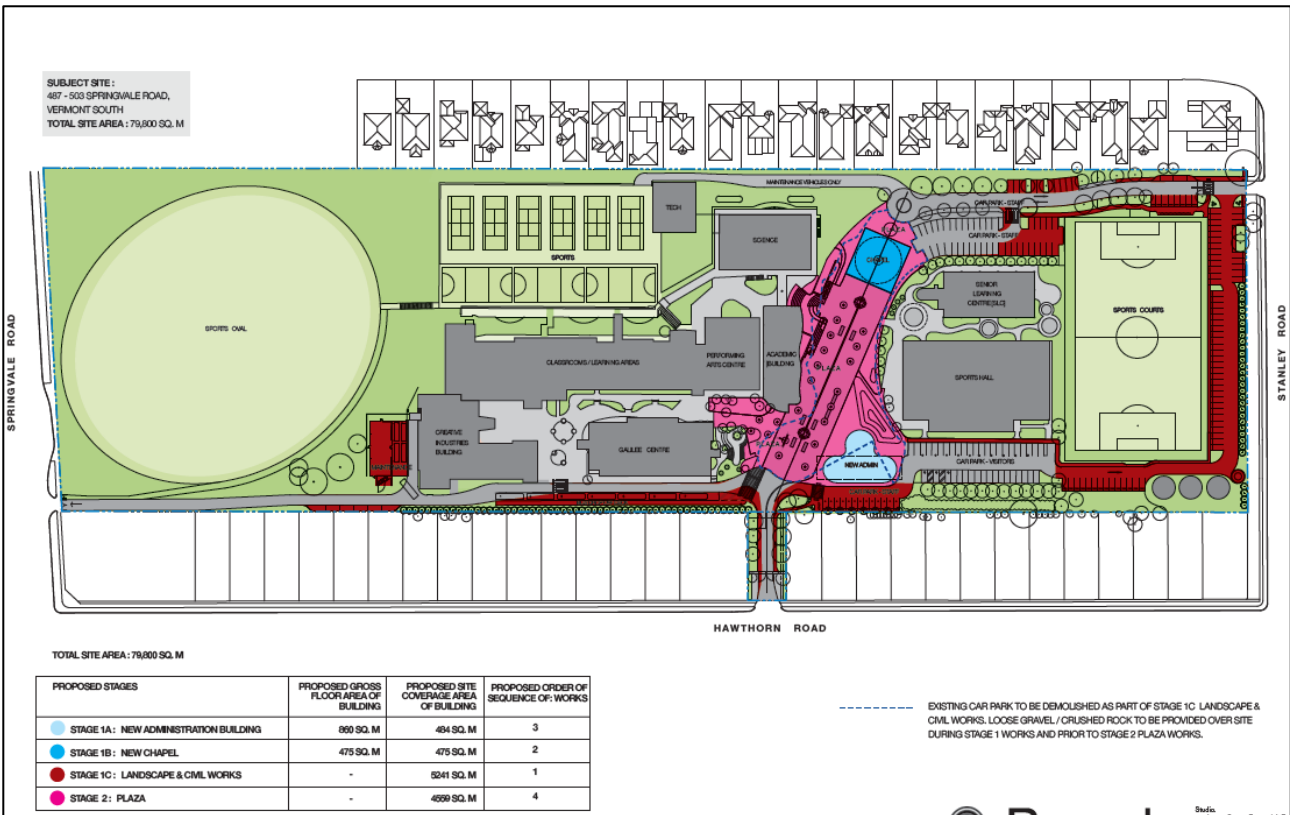 SUBJECT SITE :
487 - 503 SPRINGVALE ROAD,
VERMONT SOUTH
TOTAL SITE AREA : 79,800 SQ. M
MAINTENANCE VEHICLES ONLY
TECH
SCIENCE
SPORTS
PLAZA
CHAPEL
CAR PARK - STAFF
CAR PARK - STAFF
SENIOR
LEARNING
CENTRE [SLC]
SPORTS COURTS
SPRINGVALE ROAD
STANLEY ROAD
SPORTS OVAL
CLASSROOMS / LEARNING AREAS
PERFORMING
ARTS CENTRE
ACADEMIC
BUILDING
PLAZA
SPORTS HALL
CREATIVE
INDUSTRIES
BUILDING
GALILEE CENTRE
PLAZA
NEW ADMIN
CAR PARK - VISITORS
HAWTHORN ROAD
TOTAL SITE AREA : 79,800 SQ. M
PROPOSED STAGES
PROPOSED GROSS
FLOOR AREA OF
BUILDING
PROPOSED SITE
COVERAGE AREA
OF BUILDING
PROPOSED ORDER OF
SEQUENCE OF: WORKS
STAGE 1A : NEW ADMINISTRATION BUILDING 860 SQ. M 484 SQ. M 3
STAGE 1B : NEW CHAPEL 475 SQ. M 475 SQ. M 2
STAGE 1C : LANDSCAPE & CIVIL WORKS - 5241 SQ. M 1
STAGE 2 : PLAZA - 4559 SQ. M 4
EXISTING CAR PARK TO BE DEMOLISHED AS PART OF STAGE 1C LANDSCAPE &
CIVIL WORKS. LOOSE GRAVEL / CRUSHED ROCK TO BE PROVIDED OVER SITE
DURING STAGE 1 WORKS AND PRIOR TO STAGE 2 PLAZA WORKS.
Studio.